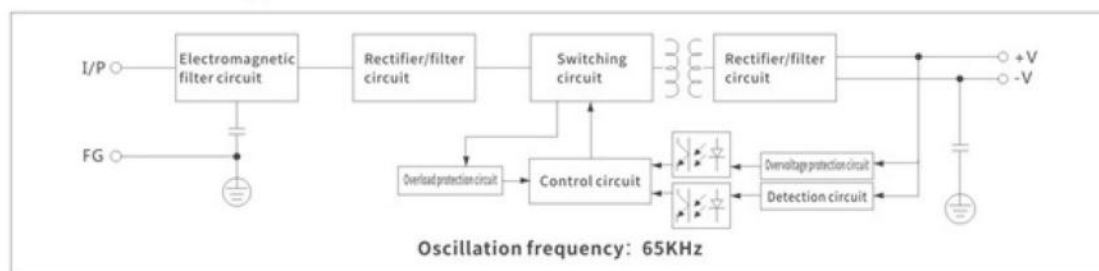 I/P
Electromagnetic
filter circuit
Rectifier/filter
circuit
Switching
circuit
Rectifier/filter
circuit
+V
-V
FG
Overload protection circuit
Control circuit
Overvoltage protection circuit
Detection circuit
Oscillation frequency: 65KHz